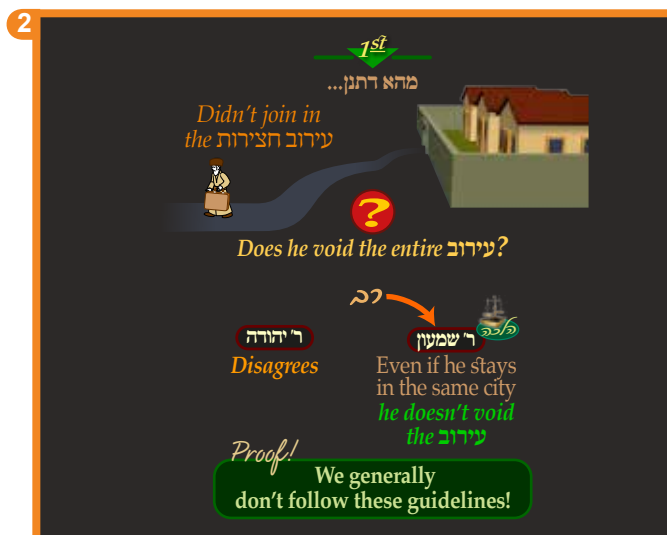 2
1st
מהא דתנן...
Didn't join in
the עירוב חצירות
?
Does he void the entire עירוב?
רב
ר' יהודה
Disagrees
הלכה
ר' שמעון
Even if he stays
in the same city
he doesn't void
the עירוב
Proof!
We generally
don't follow these guidelines!